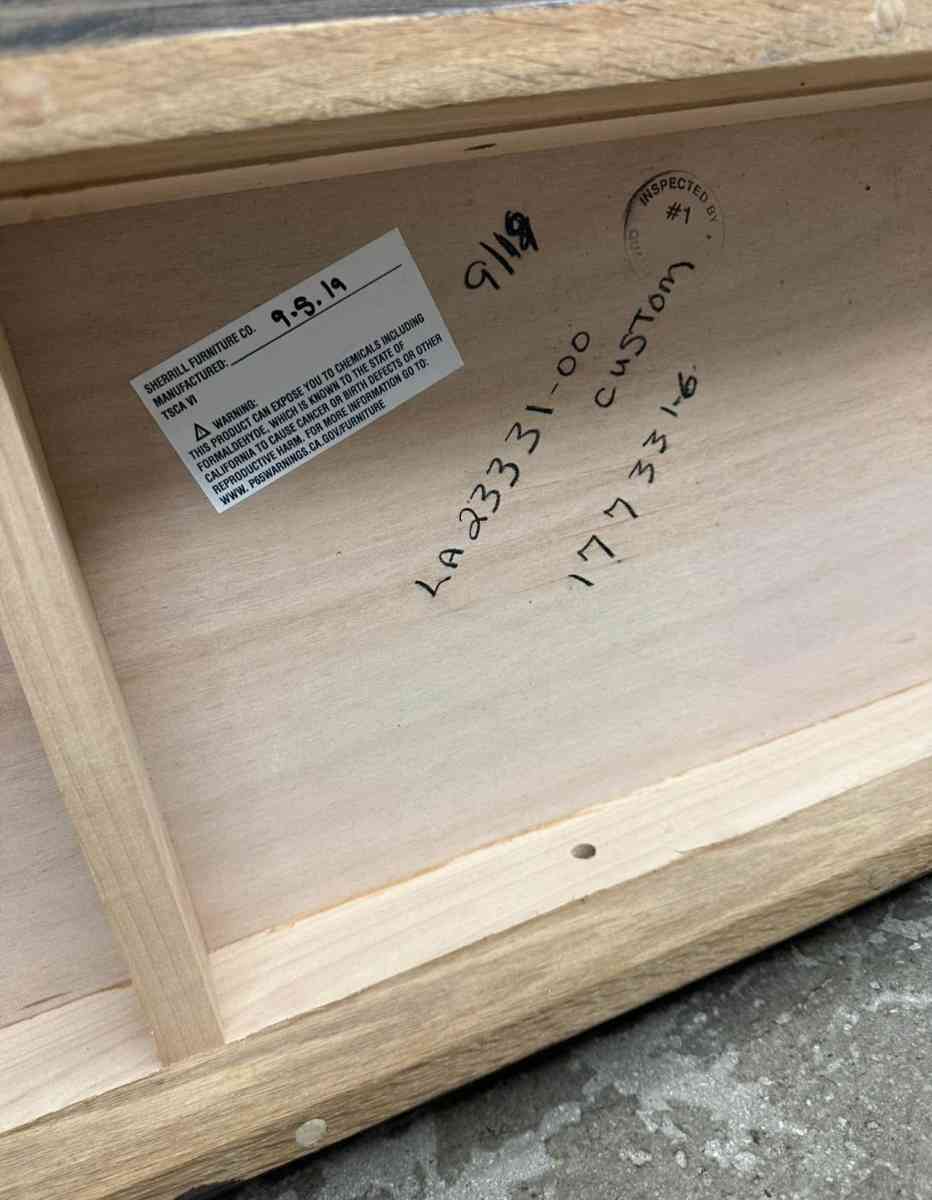 SHERRILL FURNITURE CO.
MANUFACTURED: 9.5.19
TSCA VI
⚠ WARNING:
THIS PRODUCT CAN EXPOSE YOU TO CHEMICALS INCLUDING
FORMALDEHYDE, WHICH IS KNOWN TO THE STATE OF
CALIFORNIA TO CAUSE CANCER OR BIRTH DEFECTS OR OTHER
REPRODUCTIVE HARM. FOR MORE INFORMATION GO TO:
WWW. P65WARNINGS.CA.GOV/FURNITURE
INSPECTED BY
#1
LA23331-00
CUSTOM
177331-6